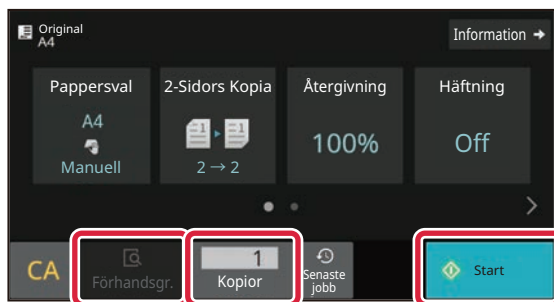 Original
A4
Information
Pappersval
2-Sidors Kopia
Återgivning
Häftning
A4
Manuell
2 → 2
100%
Off
CA
Förhandsgr.
1
Kopior
Senaste
jobb
Start